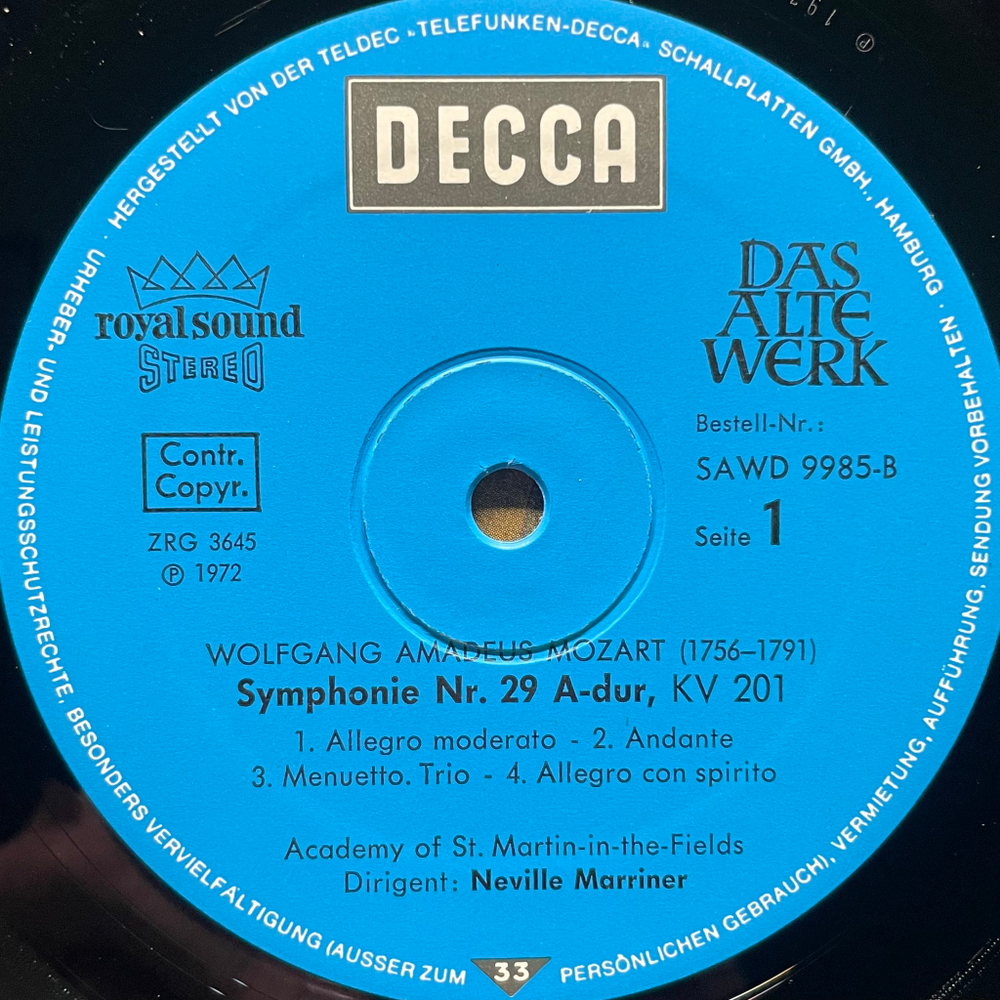 HERGESTELLT VON DER TELDEC »TELEFUNKEN-DECCA« SCHALLPLATTEN GMBH., HAMBURG ·
DECCA
royal sound
STEREO
DAS
ALTE
WERK
Contr.
Copyr.
ZRG 3645
Ⓟ 1972
Bestell-Nr.:
SAWD 9985-B
Seite 1
WOLFGANG AMADEUS MOZART (1756–1791)
Symphonie Nr. 29 A-dur, KV 201
1. Allegro moderato - 2. Andante
3. Menuetto. Trio - 4. Allegro con spirito
Academy of St. Martin-in-the-Fields
Dirigent: Neville Marriner
URHEBER- UND LEISTUNGSSCHUTZRECHTE, BESONDERS VERVIELFÄLTIGUNG (AUSSER ZUM PERSÖNLICHEN GEBRAUCH), VERMIETUNG, AUFFÜHRUNG, SENDUNG VORBEHALTEN ·
33
Ⓟ